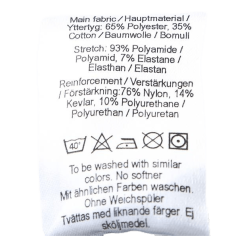 Main fabric / Hauptmaterial /
Yttertyg: 65% Polyester, 35%
Cotton / Baumwolle / Bomull
Stretch: 93% Polyamide /
Polyamid, 7% Elatane /
Elasthan / Elastan
Reinforcement / Verstärkungen
/ Förstärkning:76% Nylon, 14%
Kevlar, 10% Polyurethane /
Polyurethan / Polyuretan
40°
To be washed with similar
colors. No softner
Mit ähnlichen Farben waschen.
Ohne Weichspüler
Tvättas med liknande färger Ej
sköljmedel.